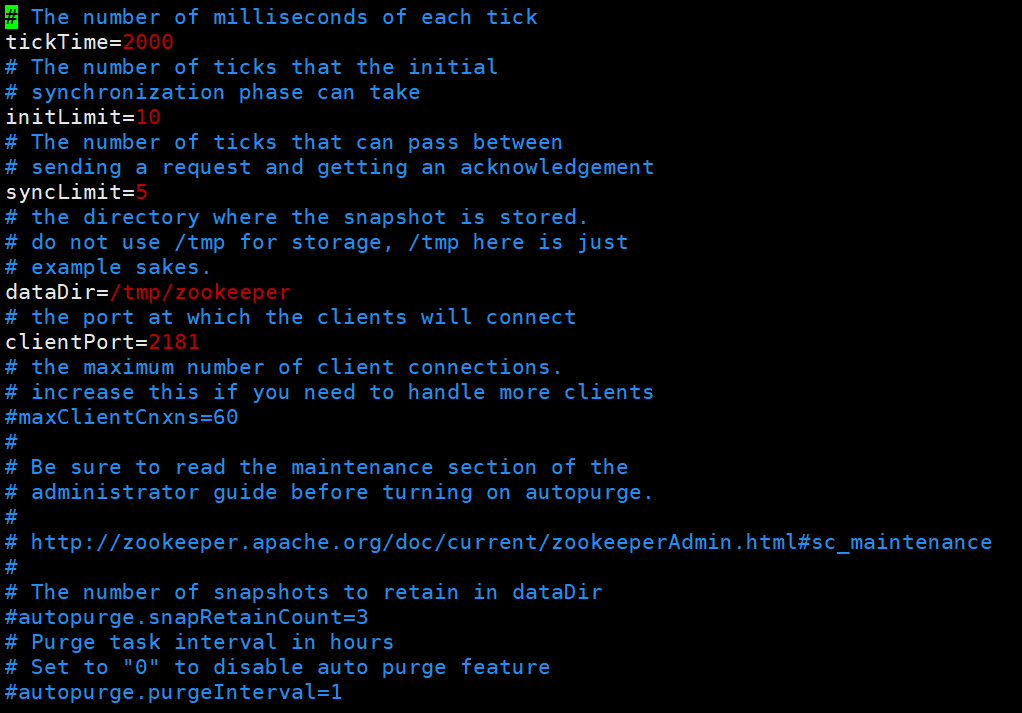 # The number of milliseconds of each tick
tickTime=2000
# The number of ticks that the initial
# synchronization phase can take
initLimit=10
# The number of ticks that can pass between
# sending a request and getting an acknowledgement
syncLimit=5
# the directory where the snapshot is stored.
# do not use /tmp for storage, /tmp here is just
# example sakes.
dataDir=/tmp/zookeeper
# the port at which the clients will connect
clientPort=2181
# the maximum number of client connections.
# increase this if you need to handle more clients
#maxClientCnxns=60
#
# Be sure to read the maintenance section of the
# administrator guide before turning on autopurge.
#
# http://zookeeper.apache.org/doc/current/zookeeperAdmin.html#sc_maintenance
#
# The number of snapshots to retain in dataDir
#autopurge.snapRetainCount=3
# Purge task interval in hours
# Set to "0" to disable auto purge feature
#autopurge.purgeInterval=1